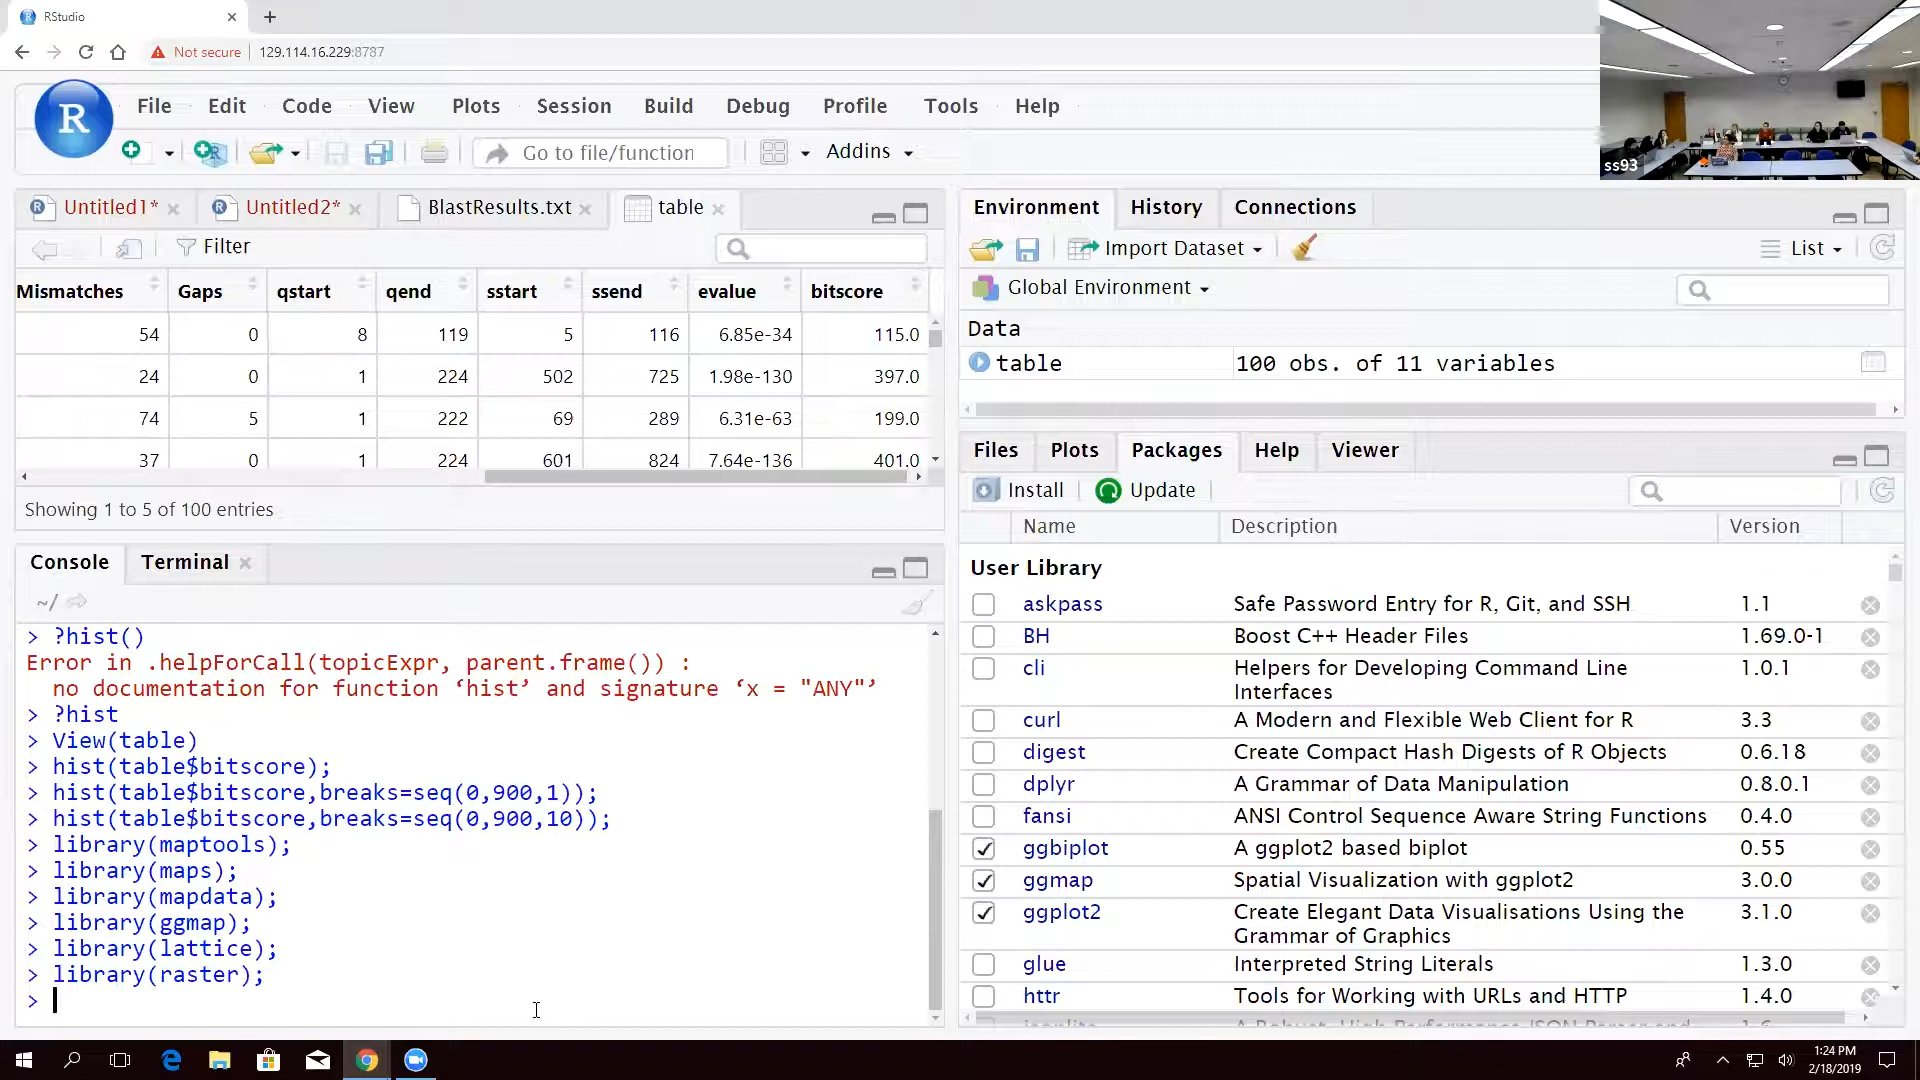 RStudio
Not secure 129.114.16.229:8787
ss93
R File Edit Code View Plots Session Build Debug Profile Tools Help
Go to file/function Addins
Untitled1* Untitled2* BlastResults.txt table
Filter
Mismatches Gaps qstart qend sstart ssend evalue bitscore
54 0 8 119 5 116 6.85e-34 115.0
24 0 1 224 502 725 1.98e-130 397.0
74 5 1 222 69 289 6.31e-63 199.0
37 0 1 224 601 824 7.64e-136 401.0
Showing 1 to 5 of 100 entries
Console Terminal
~/
> ?hist()
Error in .helpForCall(topicExpr, parent.frame()) :
no documentation for function ‘hist’ and signature ‘x = "ANY"’
> ?hist
> View(table)
> hist(table$bitscore);
> hist(table$bitscore,breaks=seq(0,900,1));
> hist(table$bitscore,breaks=seq(0,900,10));
> library(maptools);
> library(maps);
> library(mapdata);
> library(ggmap);
> library(lattice);
> library(raster);
>
Environment History Connections
Import Dataset List
Global Environment
Data
table 100 obs. of 11 variables
Files Plots Packages Help Viewer
Install Update
Name Description Version
User Library
askpass Safe Password Entry for R, Git, and SSH 1.1
BH Boost C++ Header Files 1.69.0-1
cli Helpers for Developing Command Line 1.0.1
Interfaces
curl A Modern and Flexible Web Client for R 3.3
digest Create Compact Hash Digests of R Objects 0.6.18
dplyr A Grammar of Data Manipulation 0.8.0.1
fansi ANSI Control Sequence Aware String Functions 0.4.0
ggbiplot A ggplot2 based biplot 0.55
ggmap Spatial Visualization with ggplot2 3.0.0
ggplot2 Create Elegant Data Visualisations Using the 3.1.0
Grammar of Graphics
glue Interpreted String Literals 1.3.0
httr Tools for Working with URLs and HTTP 1.4.0
1:24 PM
2/18/2019